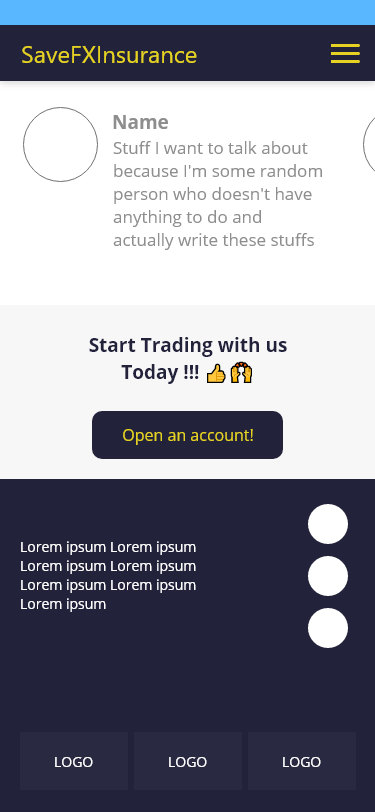 SaveFXInsurance
Name
Stuff I want to talk about
because I'm some random
person who doesn't have
anything to do and
actually write these stuffs
Start Trading with us
Today !!! 👍🙌
Open an account!
Lorem ipsum Lorem ipsum
Lorem ipsum Lorem ipsum
Lorem ipsum Lorem ipsum
Lorem ipsum
LOGO
LOGO
LOGO